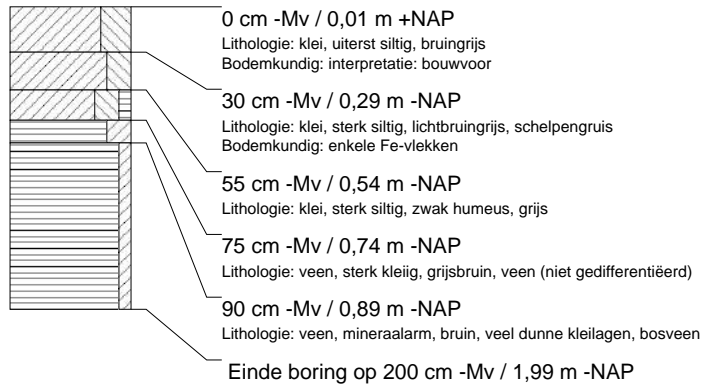 0 cm -Mv / 0,01 m +NAP
Lithologie: klei, uiterst siltig, bruingrijs
Bodemkundig: interpretatie: bouwvoor
30 cm -Mv / 0,29 m -NAP
Lithologie: klei, sterk siltig, lichtbruingrijs, schelpengruis
Bodemkundig: enkele Fe-vlekken
55 cm -Mv / 0,54 m -NAP
Lithologie: klei, sterk siltig, zwak humeus, grijs
75 cm -Mv / 0,74 m -NAP
Lithologie: veen, sterk kleiig, grijsbruin, veen (niet gedifferentiëerd)
90 cm -Mv / 0,89 m -NAP
Lithologie: veen, mineraalarm, bruin, veel dunne kleilagen, bosveen
Einde boring op 200 cm -Mv / 1,99 m -NAP